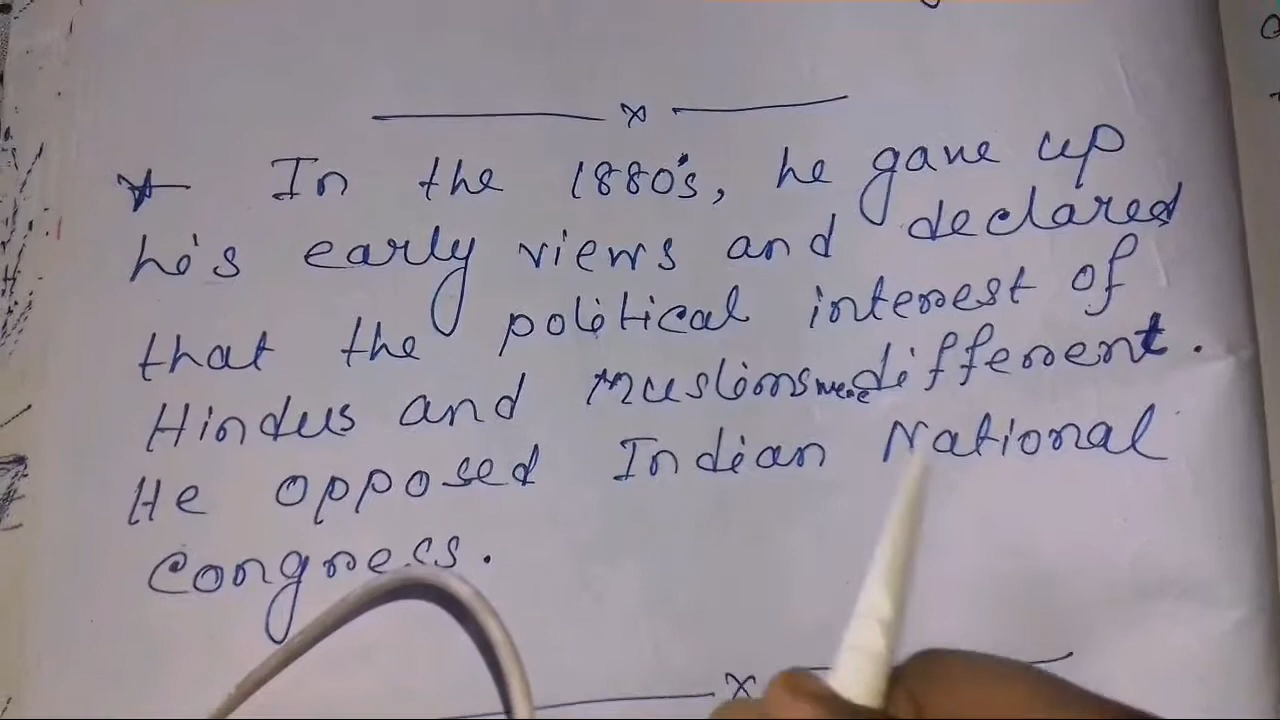 In the 1880's, he gave up
his early views and declared
that the political interest of
Hindus and Muslims were different.
He opposed Indian National
Congress.